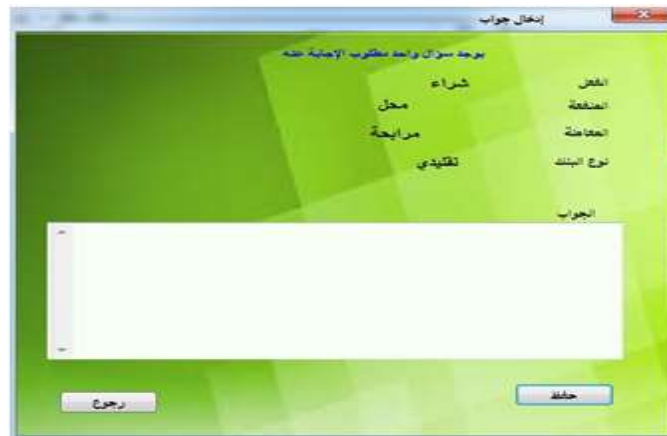 إدخال جواب
يوجد سؤال واحد مطلوب الإجابة عنه
الفعل شراء
المنفعة محل
المعاملة مرابحة
نوع البنك تقليدي
الجواب
حفظ
رجوع